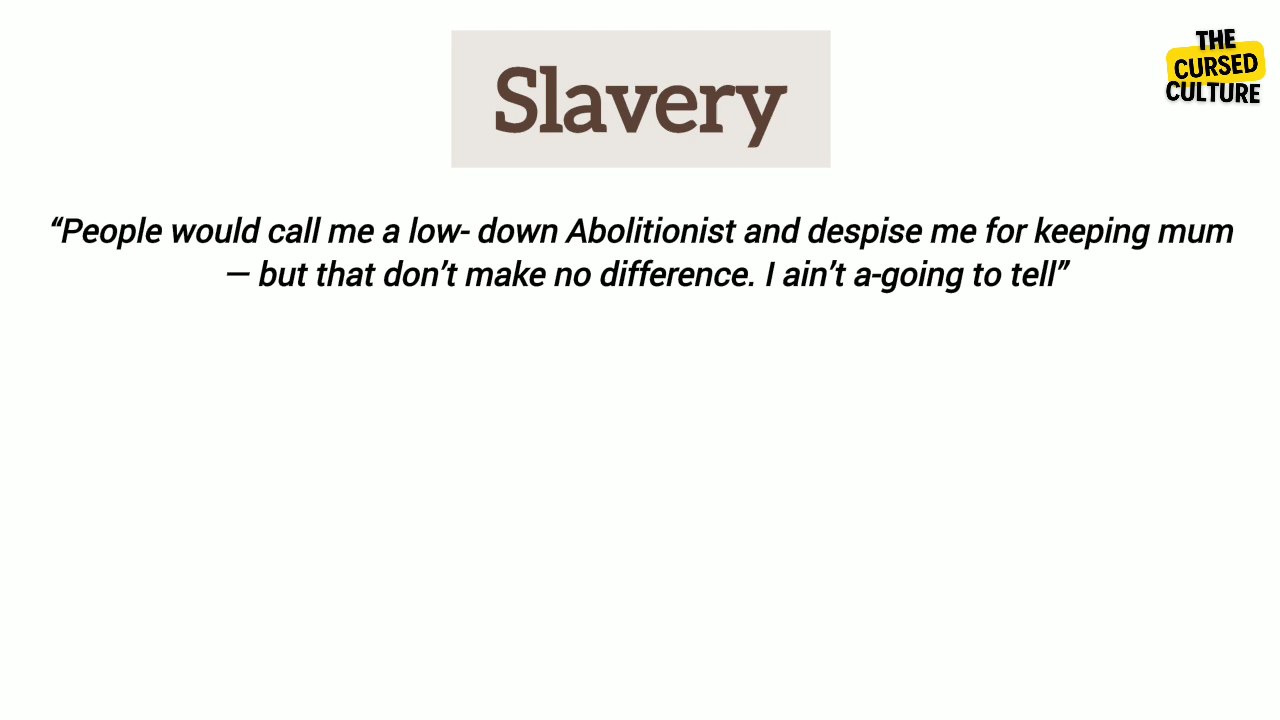 Slavery
THE
CURSED
CULTURE
“People would call me a low- down Abolitionist and despise me for keeping mum
– but that don’t make no difference. I ain’t a-going to tell”